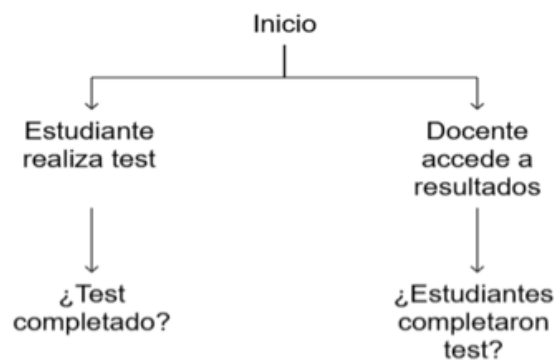 Inicio
Estudiante
realiza test
Docente
accede a
resultados
¿Test
completado?
¿Estudiantes
completaron
test?